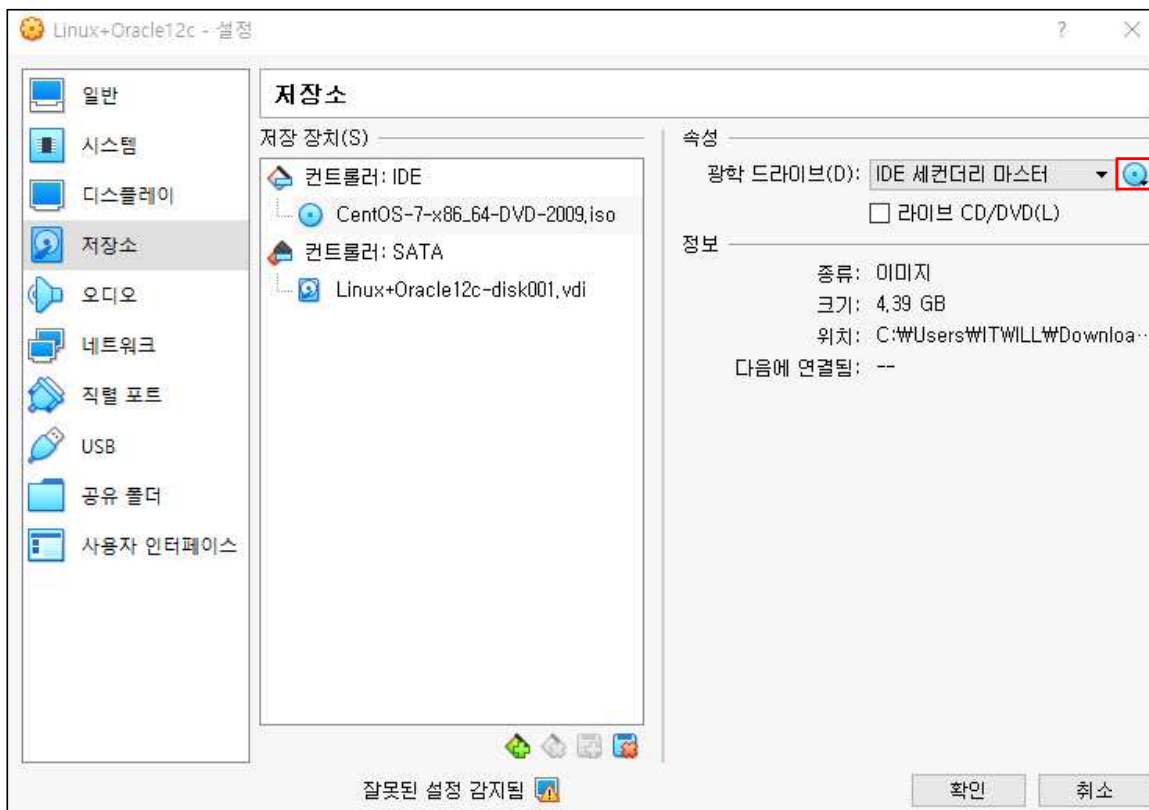 Linux+Oracle12c - 설정
?
일반
시스템
디스플레이
저장소
오디오
네트워크
직렬 포트
USB
공유 폴더
사용자 인터페이스
저장소
저장 장치(S)
컨트롤러: IDE
CentOS-7-x86_64-DVD-2009.iso
컨트롤러: SATA
Linux+Oracle12c-disk001.vdi
속성
광학 드라이브(D): IDE 세컨더리 마스터
라이브 CD/DVD(L)
정보
종류: 이미지
크기: 4,39 GB
위치: C:₩Users₩ITWILL₩Downloa…
다음에 연결됨: --
잘못된 설정 감지됨
확인
취소